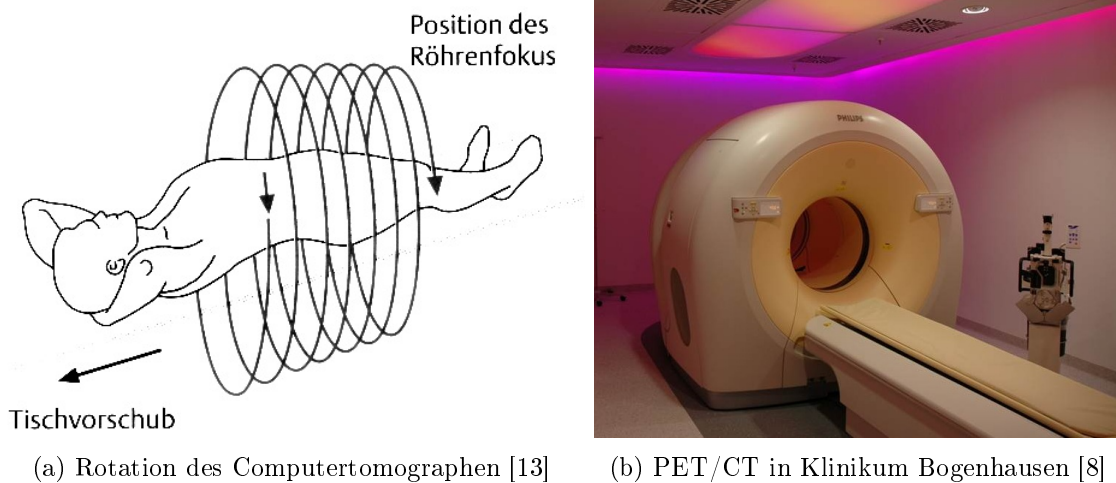 Position des
Röhrenfokus
Tischvorschub
PHILIPS
(a) Rotation des Computertomographen [13]
(b) PET/CT in Klinikum Bogenhausen [8]